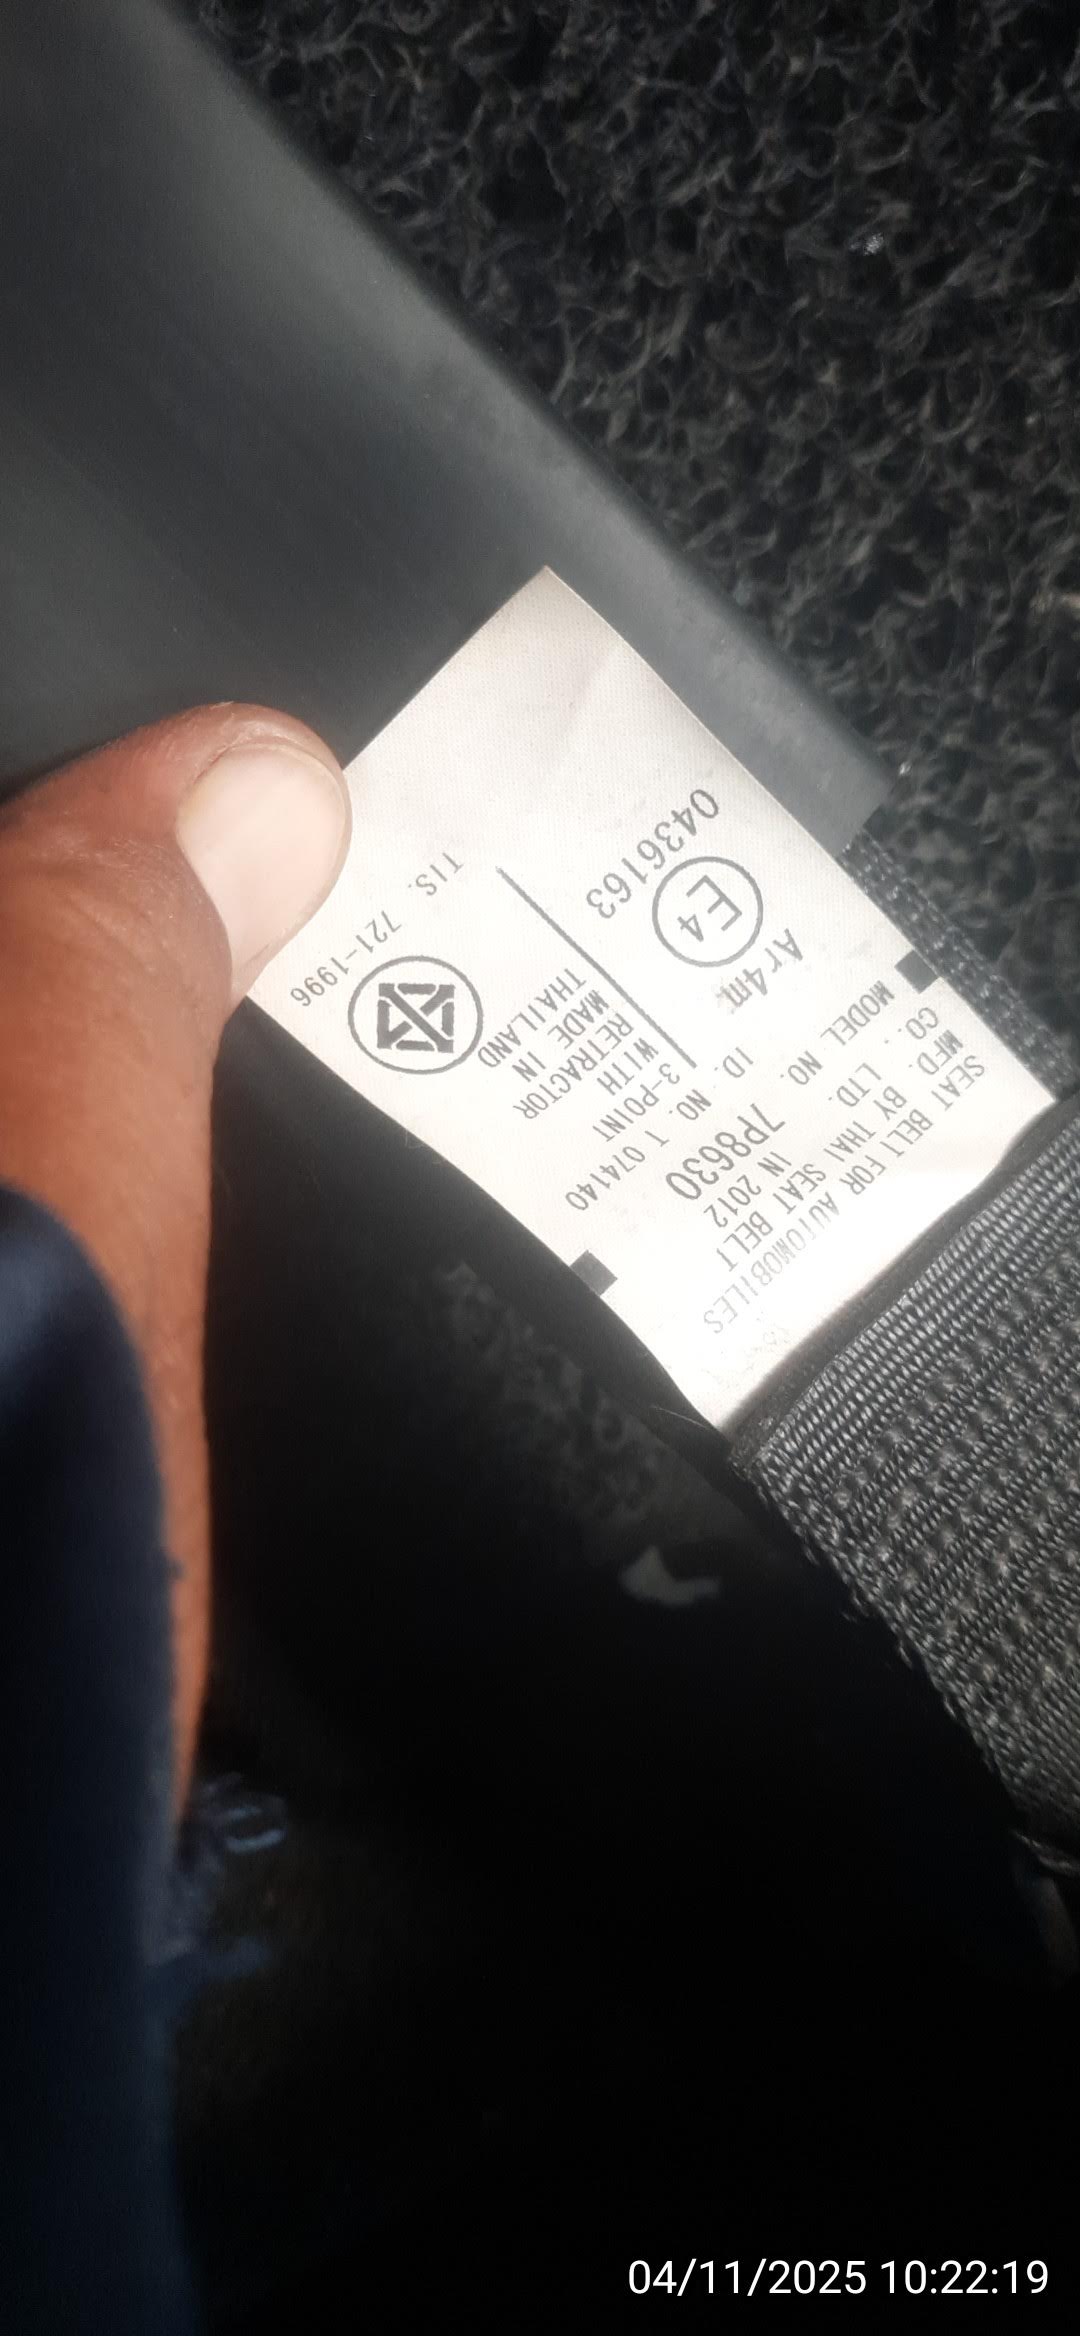 SEAT BELT FOR AUTOMOBILES
MFD. BY THAI SEAT BELT
CO., LTD. IN 2012
MODEL NO. 7P8630
ID. NO. T 074140
Ar4m
E4
0436163
3-POINT
WITH
RETRACTOR
MADE IN
THAILAND
TIS. 721-1996
04/11/2025 10:22:19